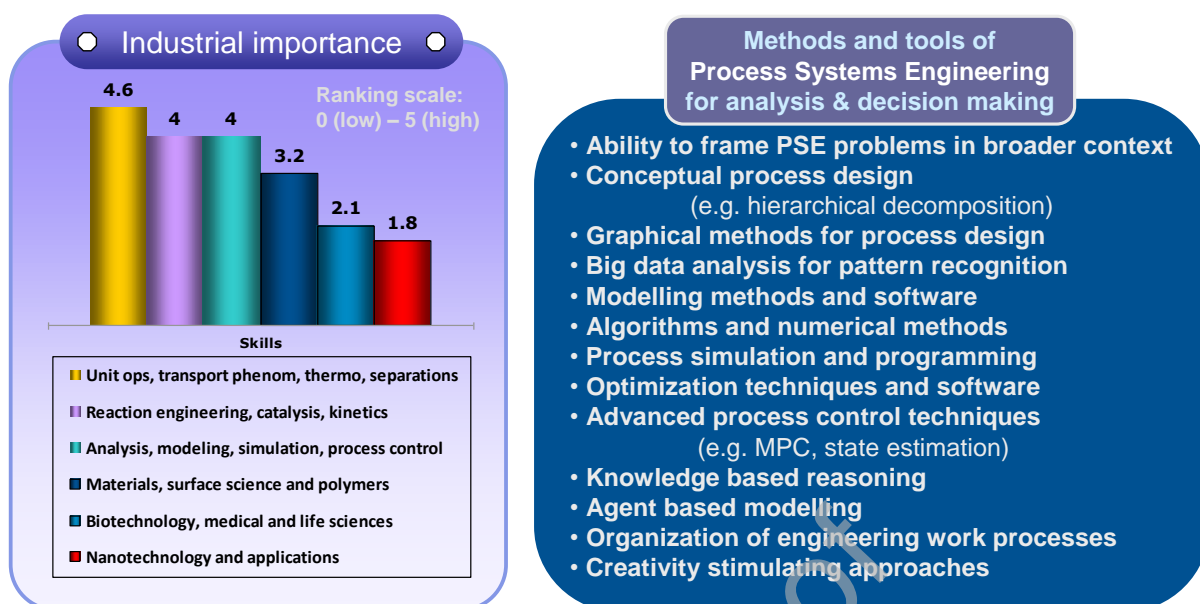 Industrial importance
Ranking scale:
0 (low) – 5 (high)
4.6
4
4
3.2
2.1
1.8
Skills
Unit ops, transport phenom, thermo, separations
Reaction engineering, catalysis, kinetics
Analysis, modeling, simulation, process control
Materials, surface science and polymers
Biotechnology, medical and life sciences
Nanotechnology and applications
Methods and tools of
Process Systems Engineering
for analysis & decision making
• Ability to frame PSE problems in broader context
• Conceptual process design
(e.g. hierarchical decomposition)
• Graphical methods for process design
• Big data analysis for pattern recognition
• Modelling methods and software
• Algorithms and numerical methods
• Process simulation and programming
• Optimization techniques and software
• Advanced process control techniques
(e.g. MPC, state estimation)
• Knowledge based reasoning
• Agent based modelling
• Organization of engineering work processes
• Creativity stimulating approaches